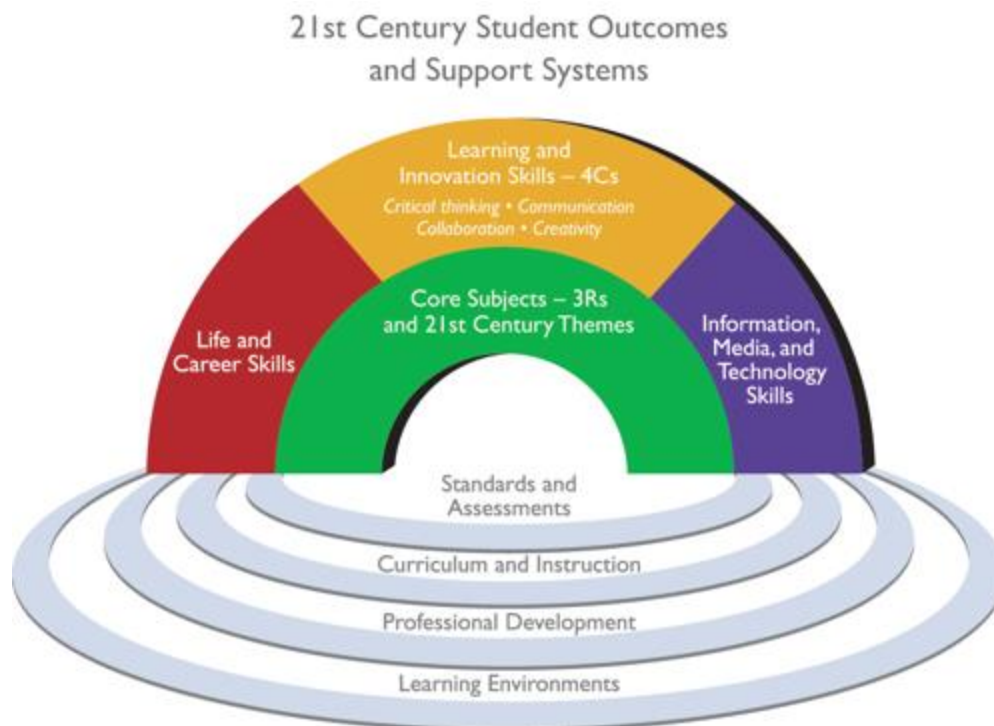 21st Century Student Outcomes
and Support Systems
Learning and
Innovation Skills – 4Cs
Critical thinking • Communication
Collaboration • Creativity
Core Subjects – 3Rs
and 21st Century Themes
Life and
Career Skills
Information,
Media, and
Technology
Skills
Standards and
Assessments
Curriculum and Instruction
Professional Development
Learning Environments